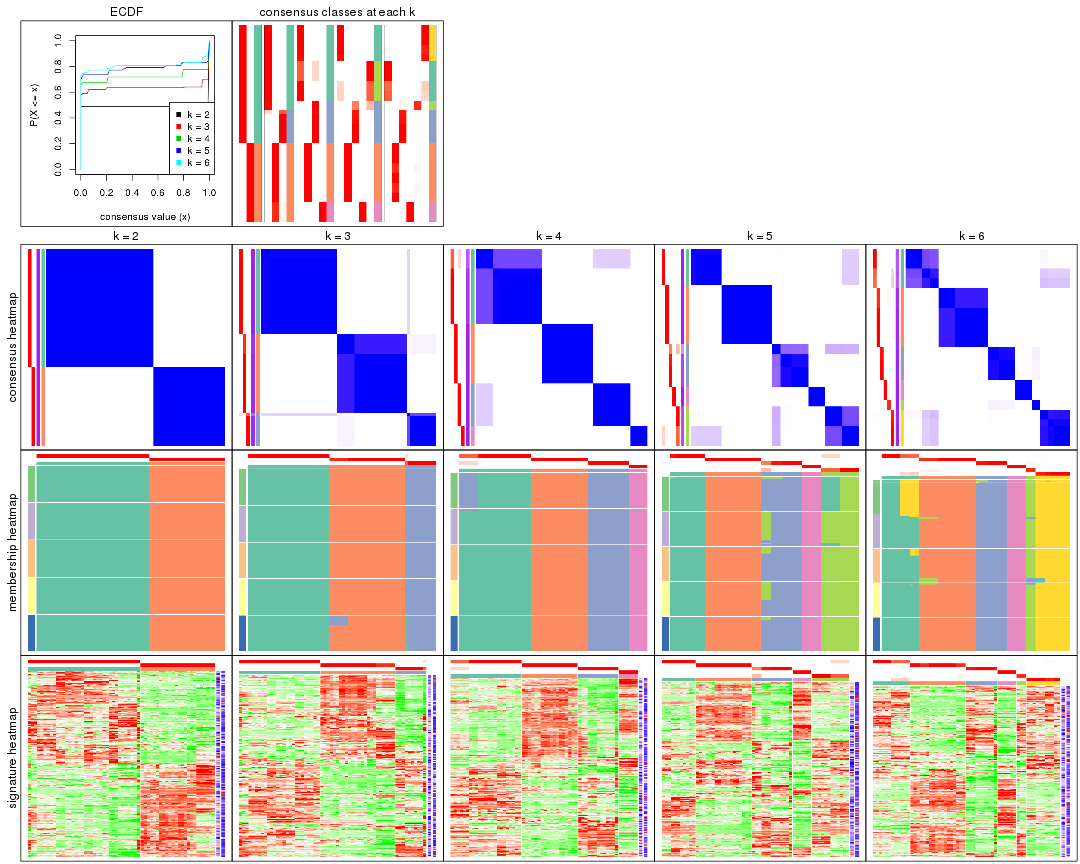 ECDF
consensus classes at each k
P(X <= x)
0.0 0.2 0.4 0.6 0.8 1.0
k = 2
k = 3
k = 4
k = 5
k = 6
0.0 0.2 0.4 0.6 0.8 1.0
consensus value (x)
k = 2
k = 3
k = 4
k = 5
k = 6
consensus heatmap
membership heatmap
signature heatmap